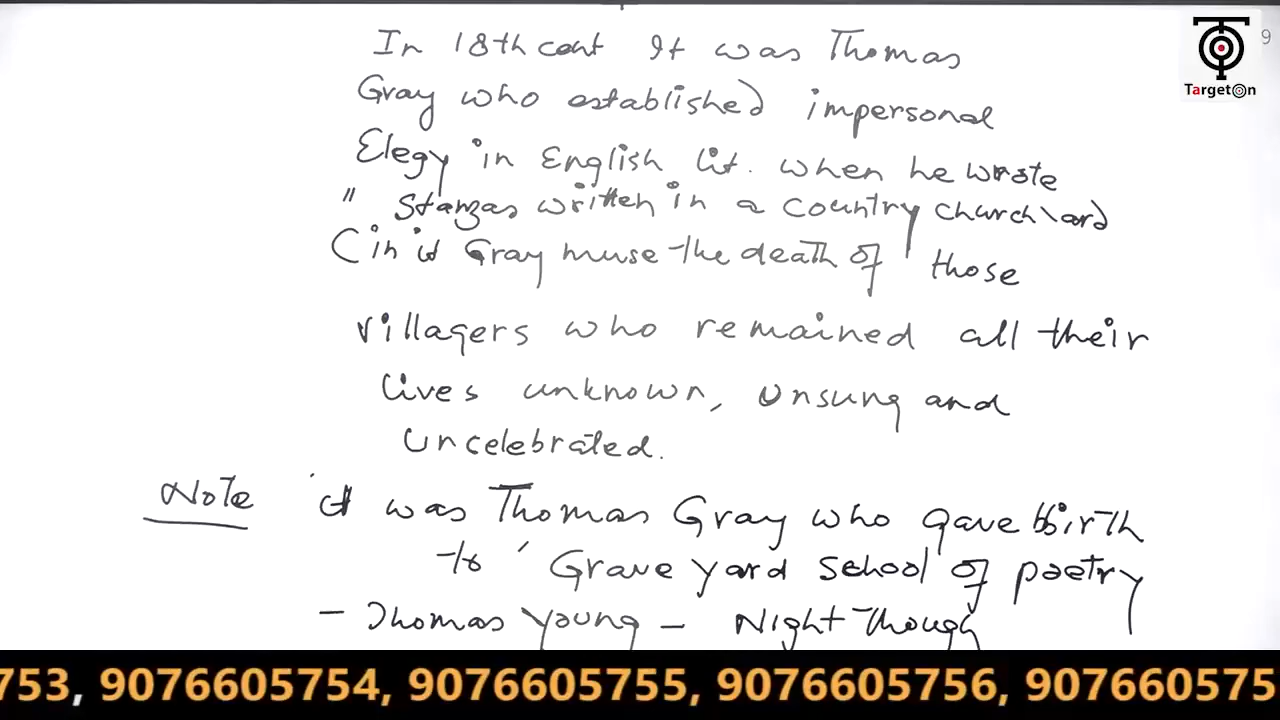 9
TargetOn
In 18th cent It was Thomas
Gray who established impersonal
Elegy in English lit. when he wrote
" Stanzas written in a country churchyard
(in it Gray muse the death of those
villagers who remained all their
lives unknown, unsung and
uncelebrated.
Note it was Thomas Gray who gave birth
to ' Graveyard school of poetry
- Thomas Young - Night Though
753, 9076605754, 9076605755, 9076605756, 907660575